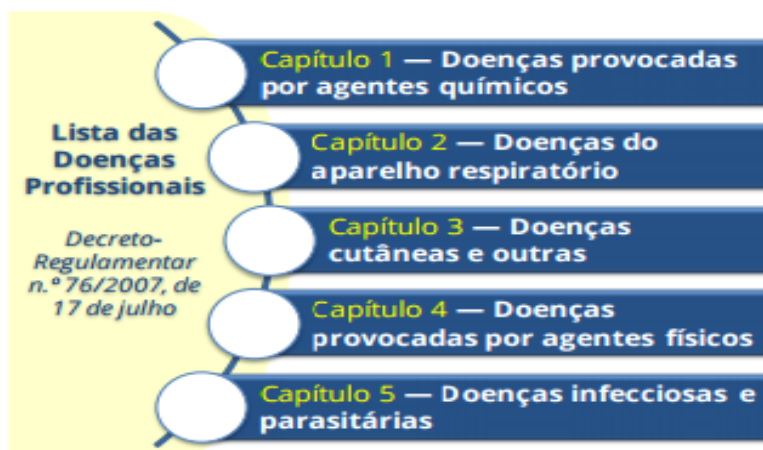 Lista das
Doenças
Profissionais
Decreto-
Regulamentar
n.º 76/2007, de
17 de julho
Capítulo 1 — Doenças provocadas
por agentes químicos
Capítulo 2 — Doenças do
aparelho respiratório
Capítulo 3 — Doenças
cutâneas e outras
Capítulo 4 — Doenças
provocadas por agentes físicos
Capítulo 5 — Doenças infecciosas e
parasitárias